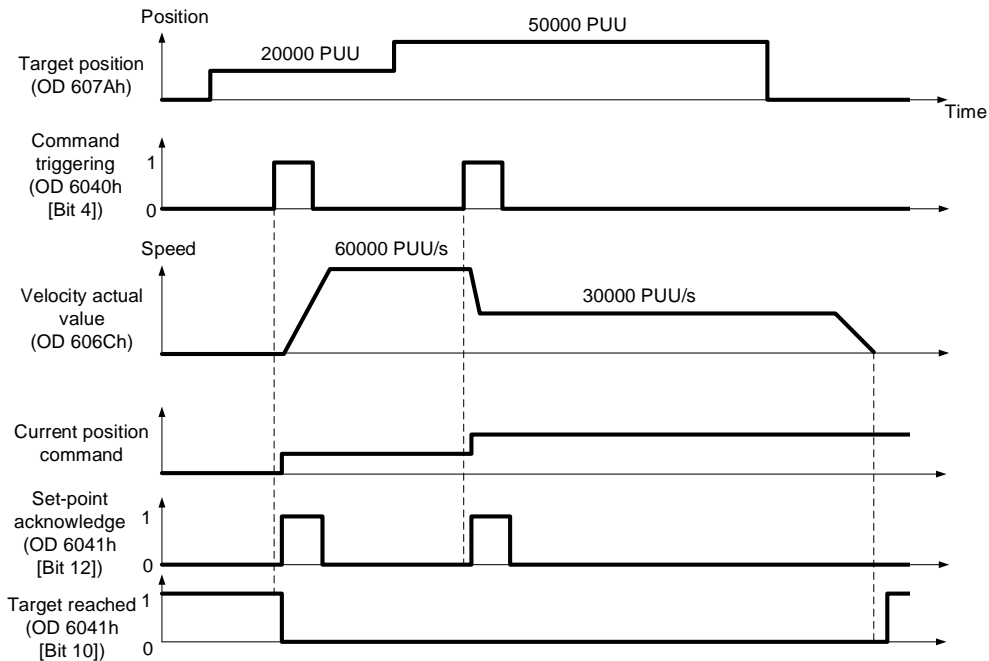 Position
50000 PUU
20000 PUU
Target position
(OD 607Ah)
Time
Command
triggering
(OD 6040h
[Bit 4])
1
0
Speed
60000 PUU/s
Velocity actual
value
(OD 606Ch)
30000 PUU/s
Current position
command
Set-point
acknowledge
(OD 6041h
[Bit 12])
1
0
Target reached
(OD 6041h
[Bit 10])
1
0